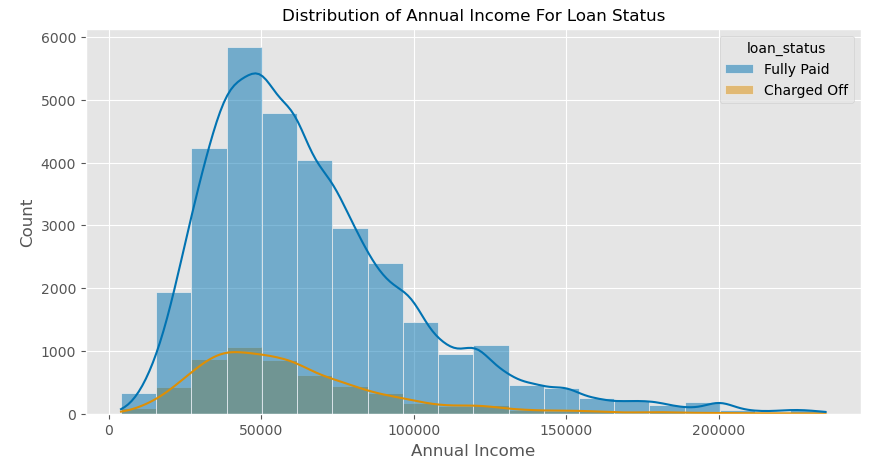 Distribution of Annual Income For Loan Status
loan_status
Fully Paid
Charged Off
Count
6000
5000
4000
3000
2000
1000
0
0 50000 100000 150000 200000
Annual Income